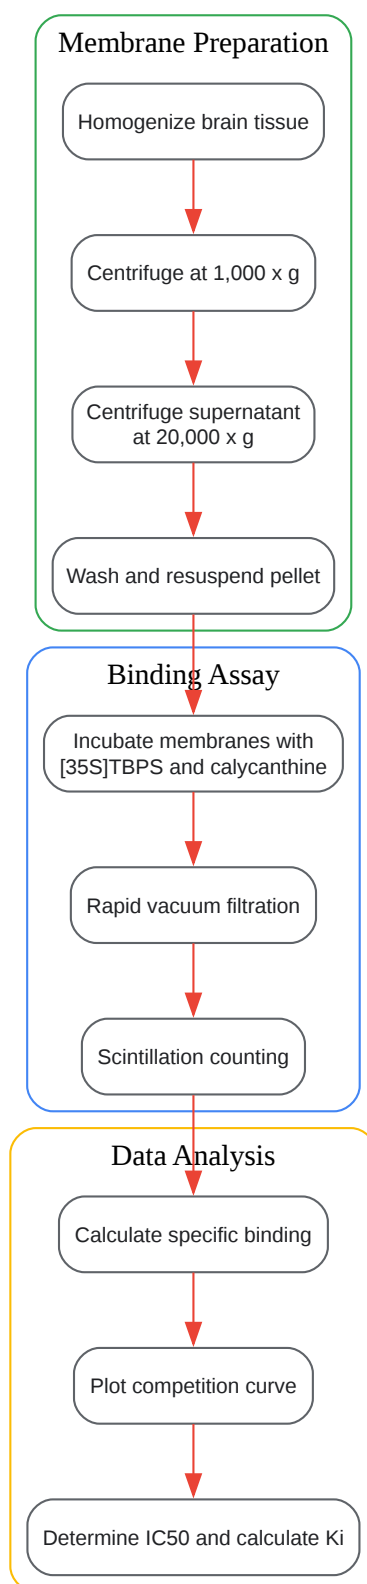 Membrane Preparation
Homogenize brain tissue
Centrifuge at 1,000 x g
Centrifuge supernatant
at 20,000 x g
Wash and resuspend pellet
Binding Assay
Incubate membranes with
[35S]TBPS and calycanthine
Rapid vacuum filtration
Scintillation counting
Data Analysis
Calculate specific binding
Plot competition curve
Determine IC50 and calculate Ki